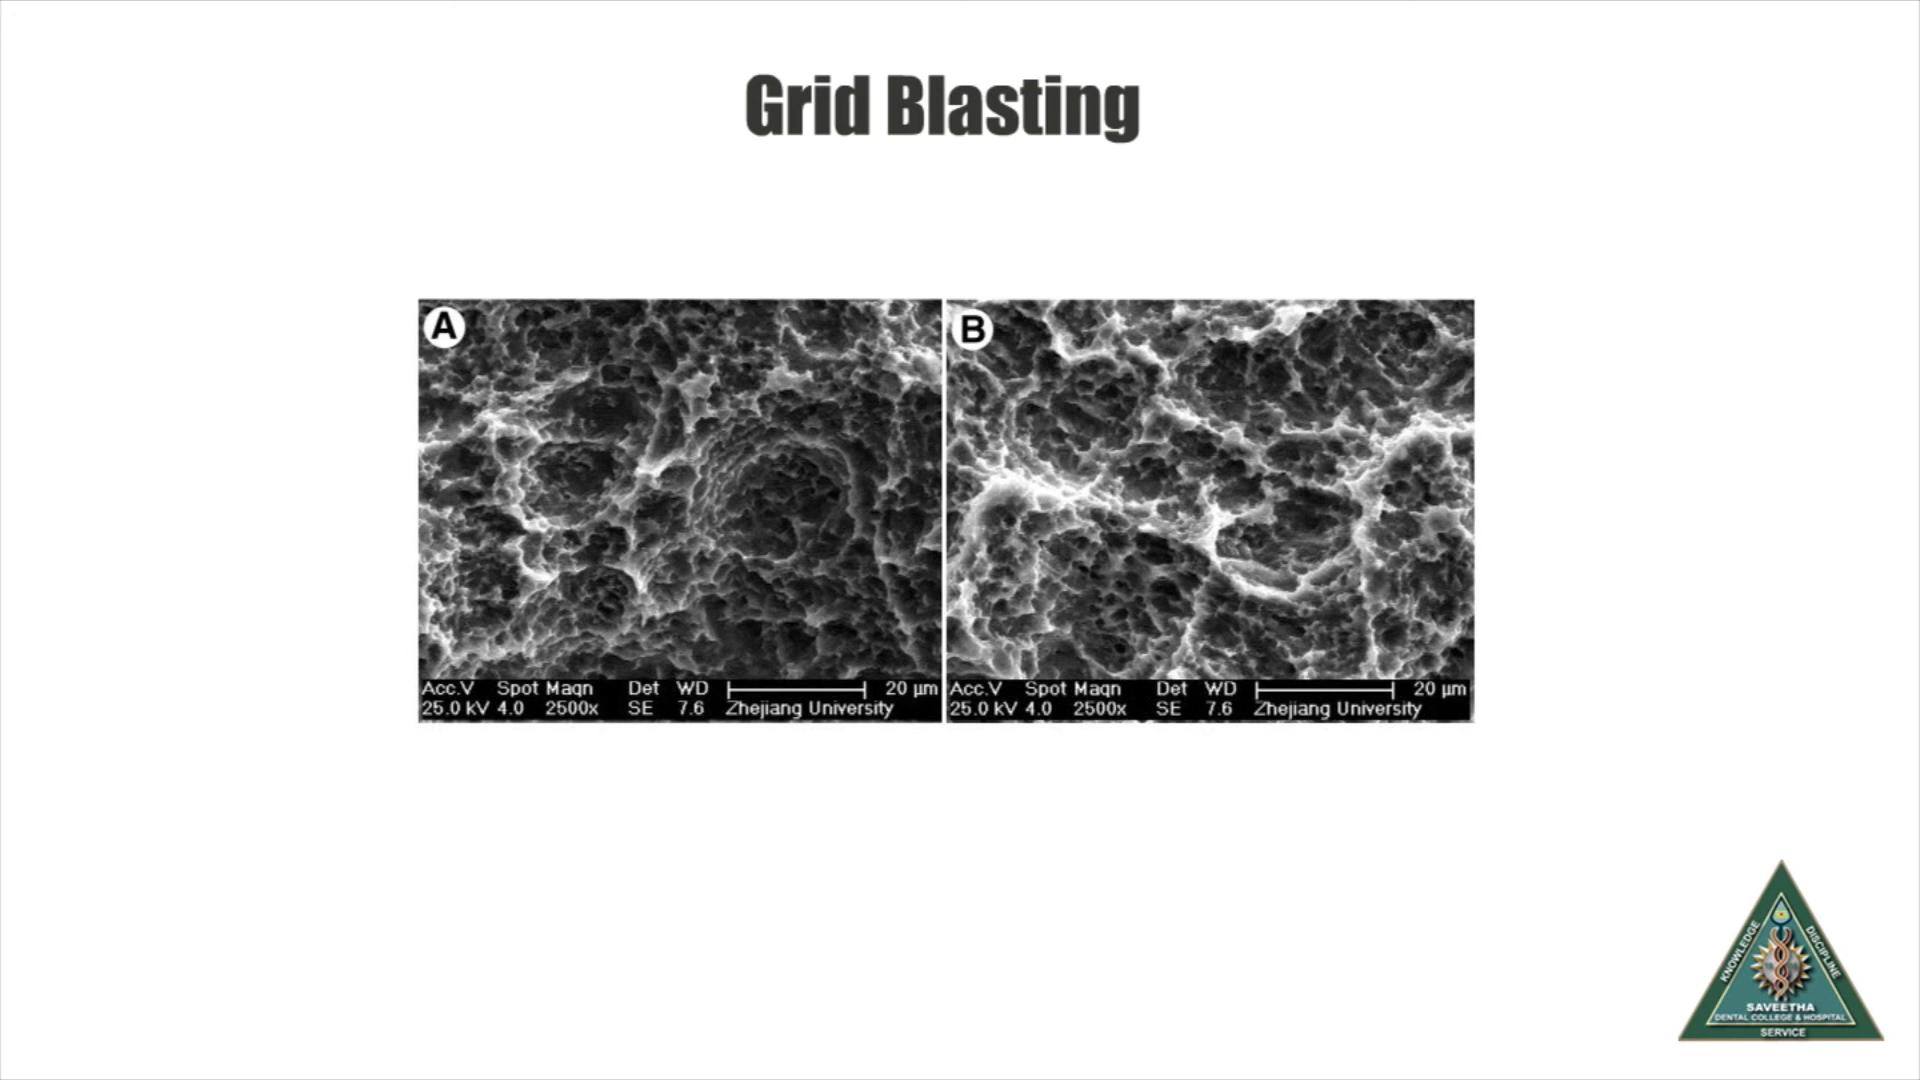 Grid Blasting
A
Acc.V Spot Magn Det WD 20 µm
25.0 kV 4.0 2500x SE 7.6 Zhejiang University
B
Acc.V Spot Magn Det WD 20 µm
25.0 kV 4.0 2500x SE 7.6 Zhejiang University
KNOWLEDGE
DISCIPLINE
SAVEETHA
DENTAL COLLEGE & HOSPITAL
SERVICE